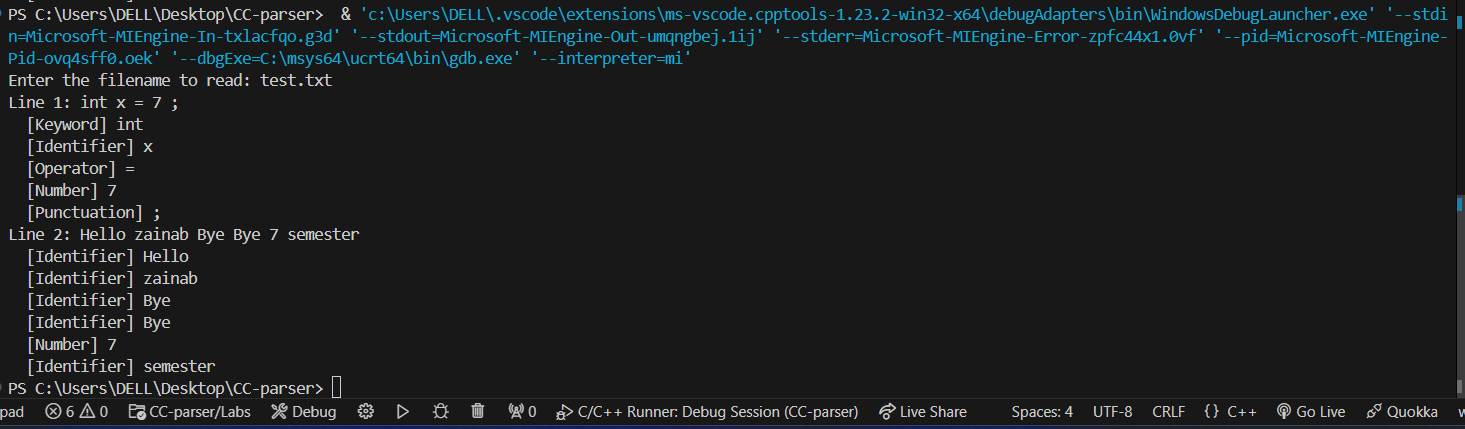 PS C:\Users\DELL\Desktop\CC-parser>  & 'c:\Users\DELL\.vscode\extensions\ms-vscode.cpptools-1.23.2-win32-x64\debugAdapters\bin\WindowsDebugLauncher.exe' '--stdi
n=Microsoft-MIEngine-In-txlacfqo.g3d' '--stdout=Microsoft-MIEngine-Out-umqngbej.1ij' '--stderr=Microsoft-MIEngine-Error-zpfc44x1.0vf' '--pid=Microsoft-MIEngine-
Pid-ovq4sff0.oek' '--dbgExe=C:\msys64\ucrt64\bin\gdb.exe' '--interpreter=mi'
Enter the filename to read: test.txt
Line 1: int x = 7 ;
  [Keyword] int
  [Identifier] x
  [Operator] =
  [Number] 7
  [Punctuation] ;
Line 2: Hello zainab Bye Bye 7 semester
  [Identifier] Hello
  [Identifier] zainab
  [Identifier] Bye
  [Identifier] Bye
  [Number] 7
  [Identifier] semester
PS C:\Users\DELL\Desktop\CC-parser>
pad 6 0 CC-parser/Labs Debug 0 C/C++ Runner: Debug Session (CC-parser) Live Share Spaces: 4 UTF-8 CRLF {} C++ Go Live Quokka